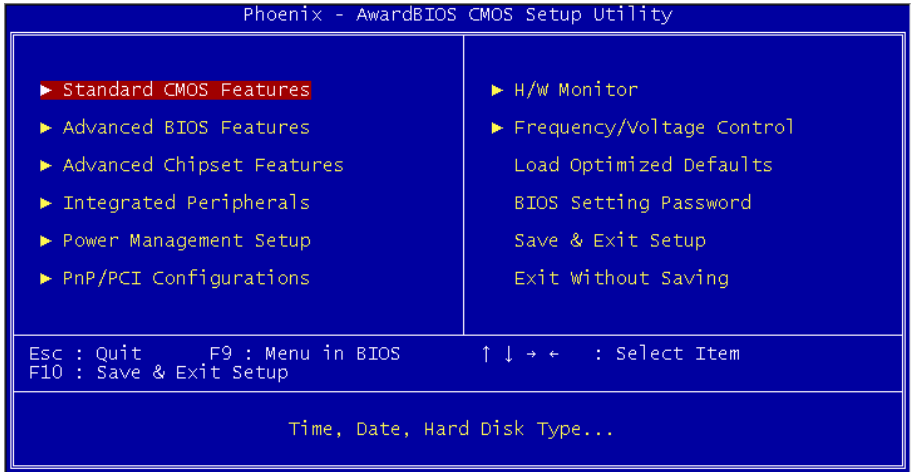 Phoenix - AwardBIOS CMOS Setup Utility
► Standard CMOS Features
► Advanced BIOS Features
► Advanced Chipset Features
► Integrated Peripherals
► Power Management Setup
► PnP/PCI Configurations
► H/W Monitor
► Frequency/Voltage Control
Load Optimized Defaults
BIOS Setting Password
Save & Exit Setup
Exit Without Saving
Esc : Quit F9 : Menu in BIOS ↑ ↓ → ← : Select Item
F10 : Save & Exit Setup
Time, Date, Hard Disk Type...